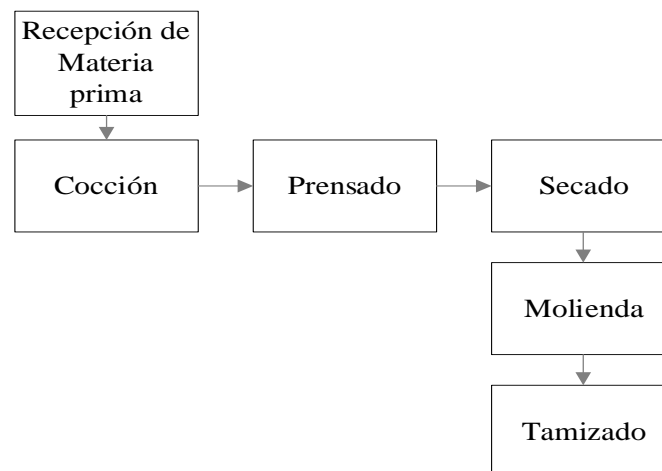 Recepción de
Materia
prima
Cocción
Prensado
Secado
Molienda
Tamizado